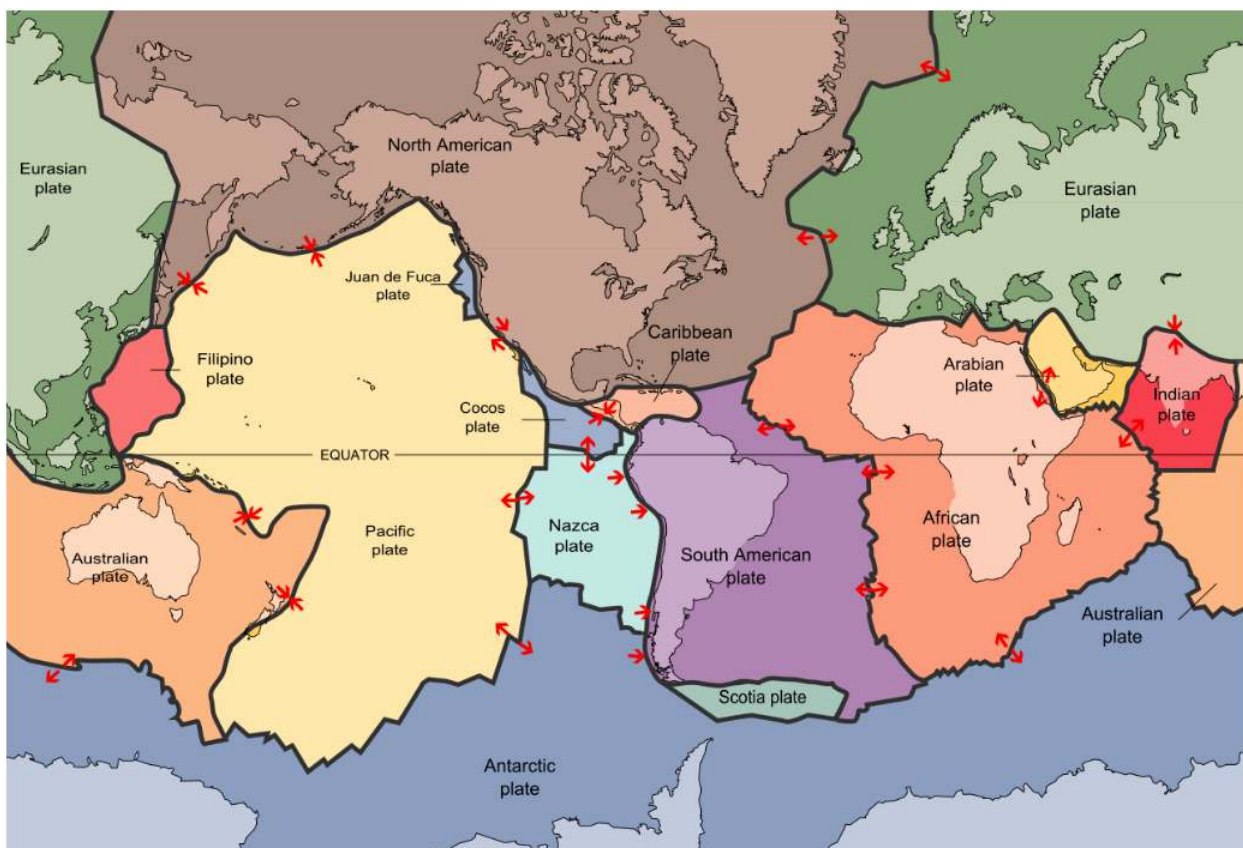 North American
plate
Eurasian
plate
Eurasian
plate
Juan de Fuca
plate
Caribbean
plate
Filipino
plate
Arabian
plate
Indian
plate
Cocos
plate
EQUATOR
Pacific
plate
Nazca
plate
African
plate
South American
plate
Australian
plate
Australian
plate
Scotia plate
Antarctic
plate